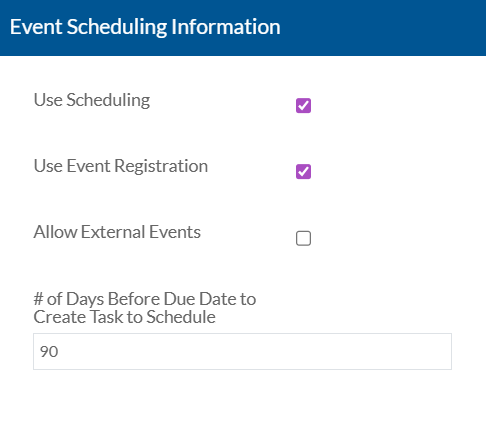 Event Scheduling Information
Use Scheduling
Use Event Registration
Allow External Events
# of Days Before Due Date to
Create Task to Schedule
90